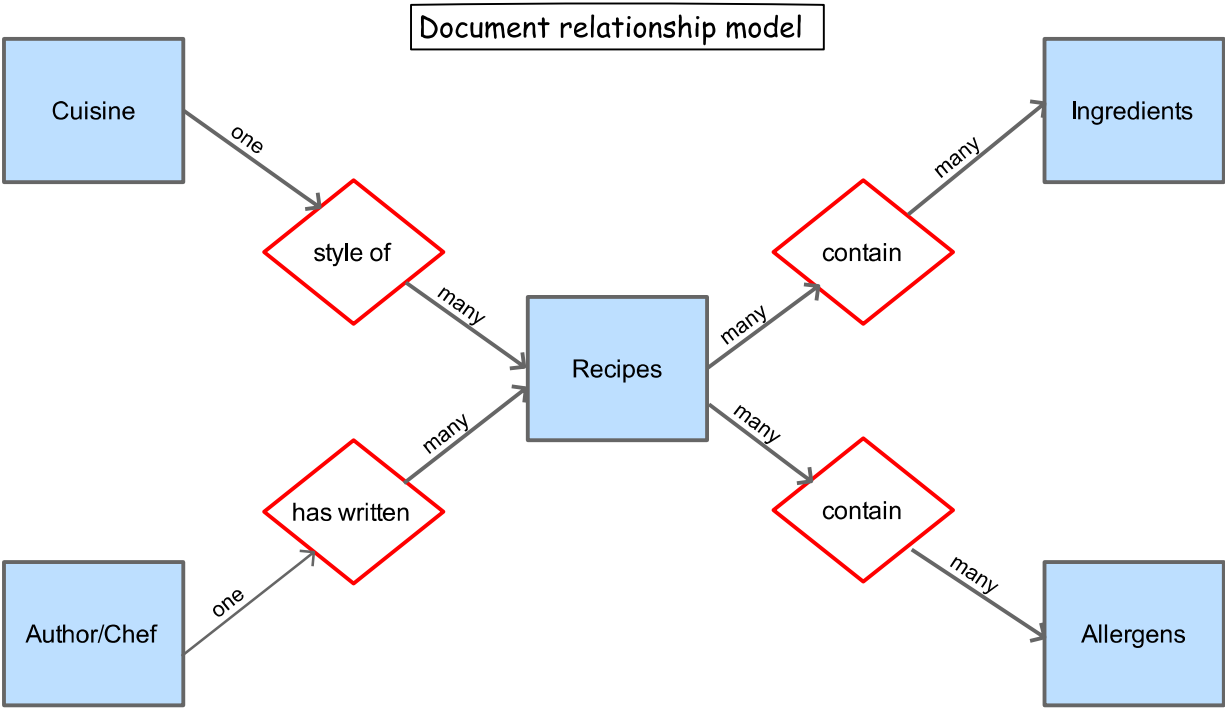 Document relationship model
Cuisine
Ingredients
one
many
style of
contain
many
many
Recipes
many
many
has written
contain
one
many
Author/Chef
Allergens